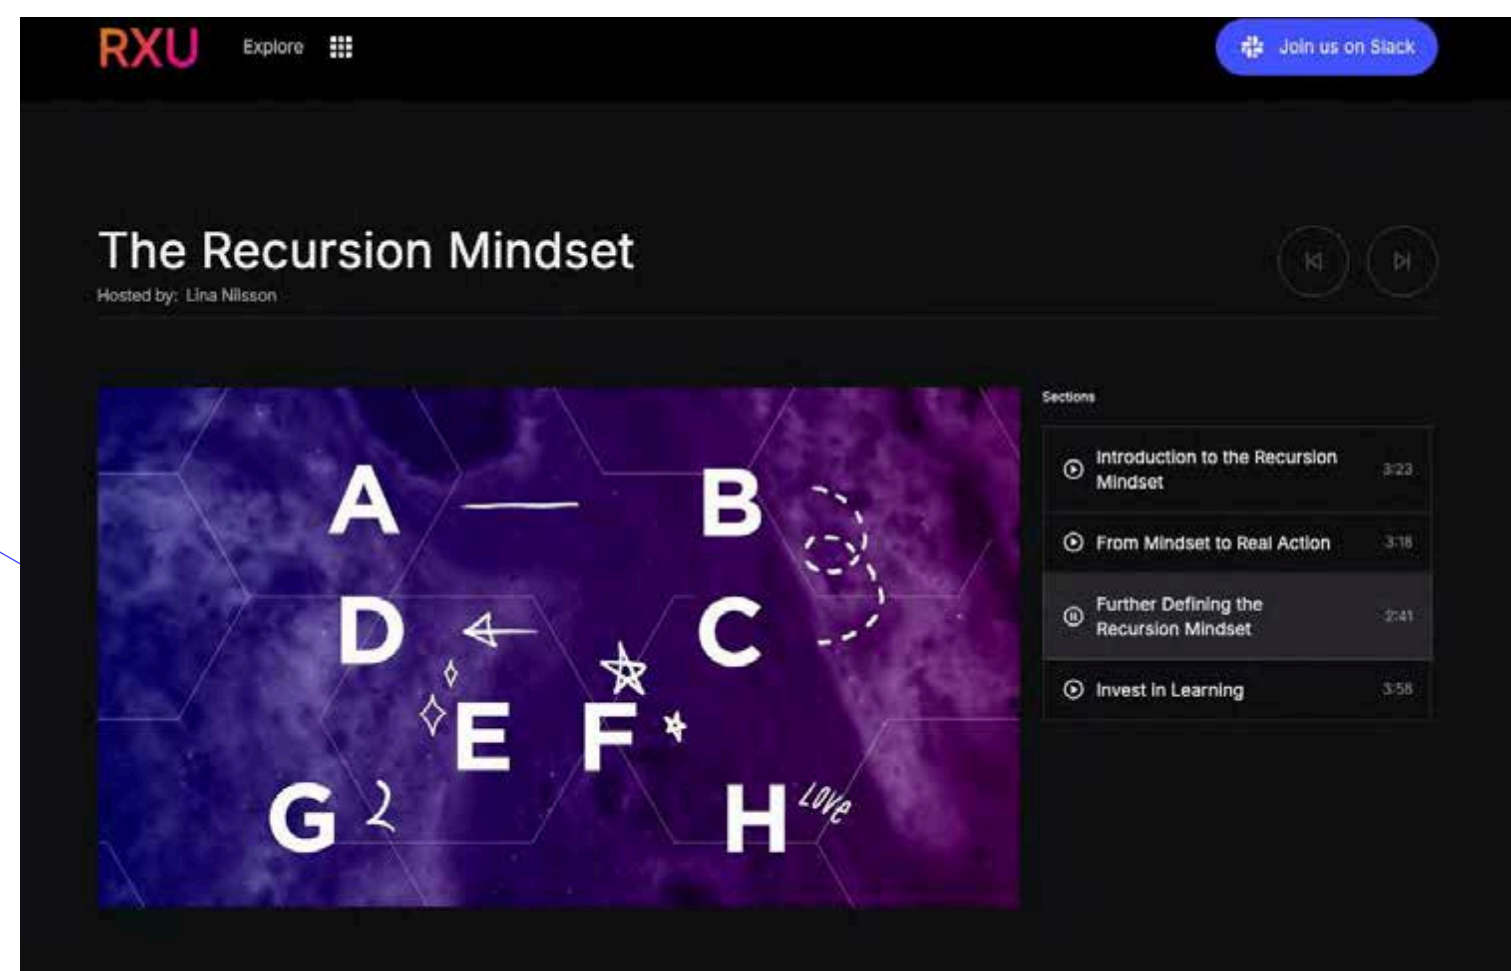 RXU Explore Join us on Slack
The Recursion Mindset
Hosted by: Lina Nilsson
A B
D C
E F
G 2 H LOVE
Sections
Introduction to the Recursion
Mindset 3:23
From Mindset to Real Action 3:18
Further Defining the
Recursion Mindset 2:41
Invest in Learning 3:58